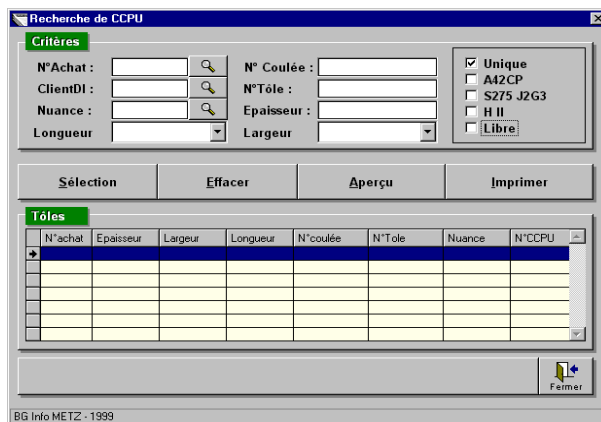 Recherche de CCPU
Critères
N°Achat :
N° Coulée :
Unique
ClientDI :
N°Tôle :
A42CP
Nuance :
Epaisseur :
S275 J2G3
H II
Longueur
Largeur
Libre
Sélection Effacer Aperçu Imprimer
Tôles
N°achat Epaisseur Largeur Longueur N°coulée N°Tole Nuance N°CCPU
Fermer
BG Info METZ - 1999